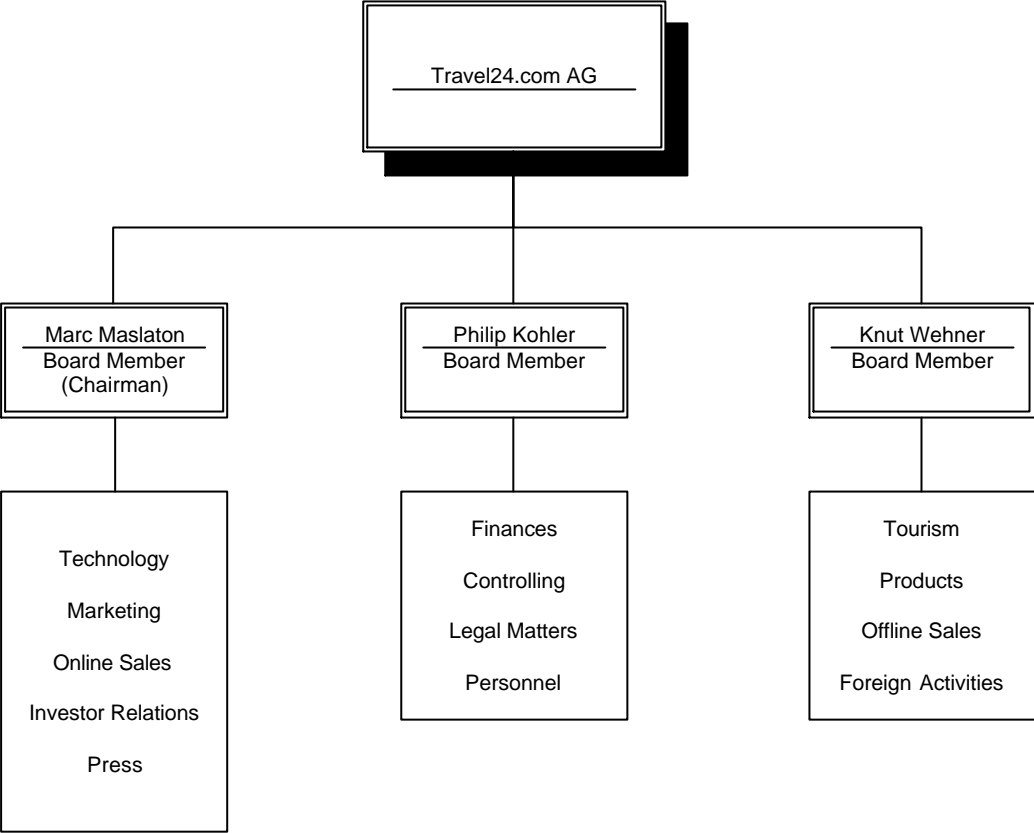 Travel24.com AG
Marc Maslaton
Board Member
(Chairman)
Technology
Marketing
Online Sales
Investor Relations
Press
Philip Kohler
Board Member
Finances
Controlling
Legal Matters
Personnel
Knut Wehner
Board Member
Tourism
Products
Offline Sales
Foreign Activities